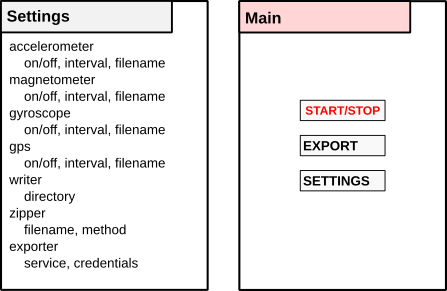 Settings
accelerometer
on/off, interval, filename
magnetometer
on/off, interval, filename
gyroscope
on/off, interval, filename
gps
on/off, interval, filename
writer
directory
zipper
filename, method
exporter
service, credentials
Main
START/STOP
EXPORT
SETTINGS